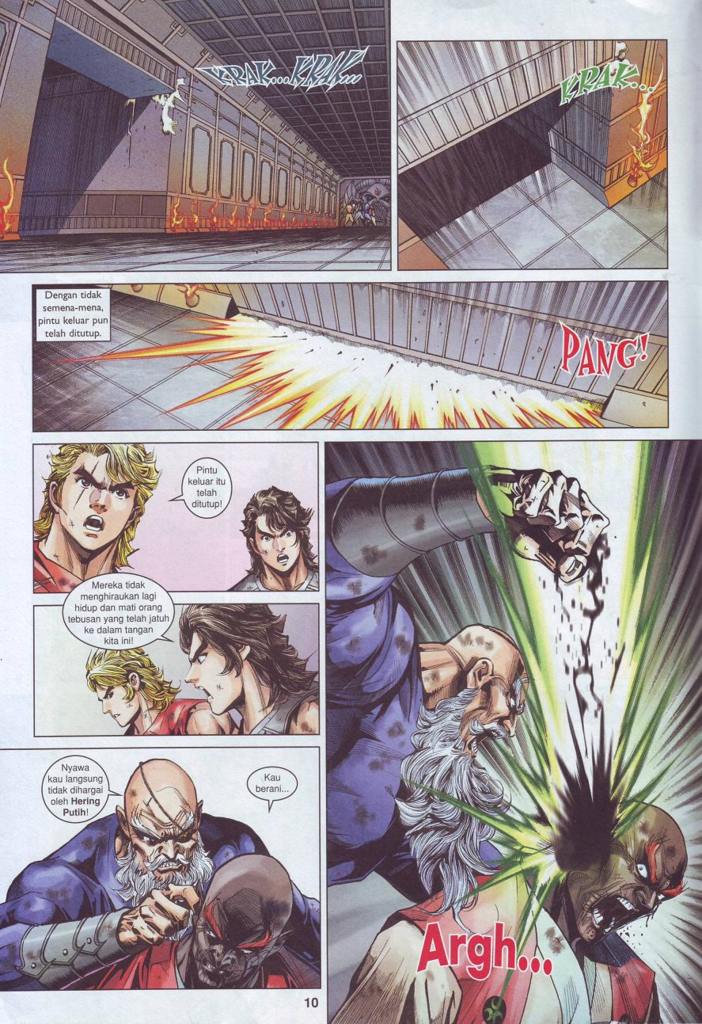 KRAK...KRAK...
KRAK...
Dengan tidak
semena-mena,
pintu keluar pun
telah ditutup.
PANG!
Pintu
keluar itu
telah
ditutup!
Mereka tidak
menghiraukan lagi
hidup dan mati orang
tebusan yang telah jatuh
ke dalam tangan
kita ini!
Nyawa
kau langsung
tidak dihargai
oleh Hering
Putih!
Kau
berani...
Argh...
10